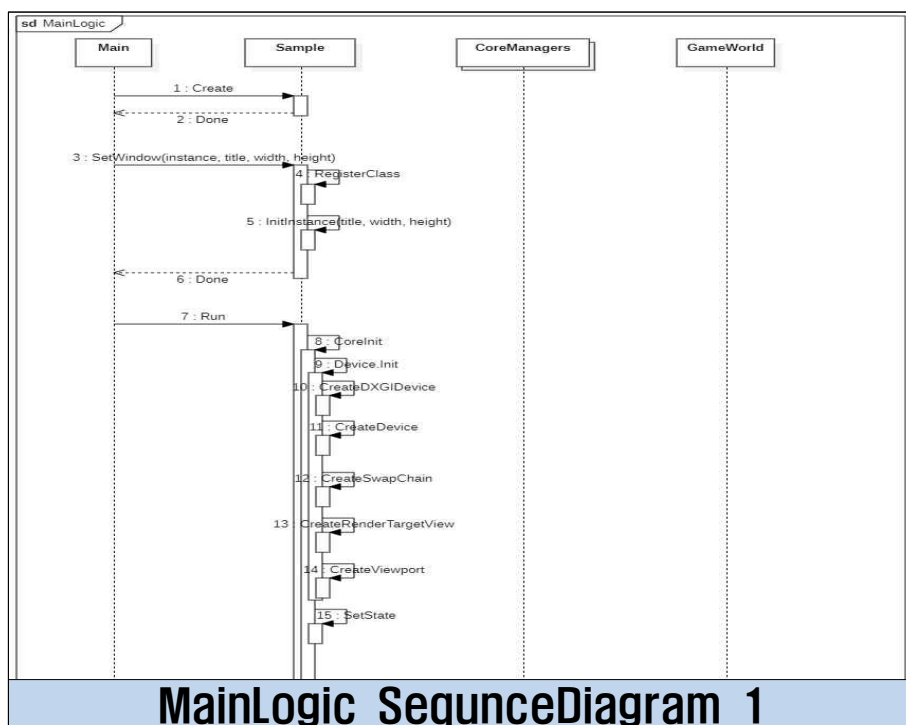 sd MainLogic
Main
Sample
CoreManagers
GameWorld
1 : Create
2 : Done
3 : SetWindow(instance, title, width, height)
4 : RegisterClass
5 : InitInstance(title, width, height)
6 : Done
7 : Run
8 : CoreInit
9 : Device.Init
10 : CreateDXGIDevice
11 : CreateDevice
12 : CreateSwapChain
13 : CreateRenderTargetView
14 : CreateViewport
15 : SetState
MainLogic SequnceDiagram 1